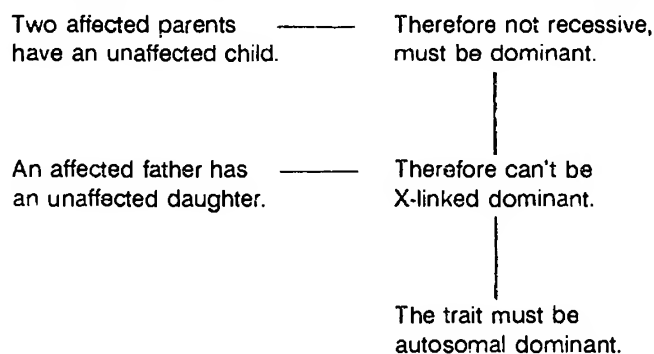 Two affected parents
have an unaffected child.
Therefore not recessive,
must be dominant.
An affected father has
an unaffected daughter.
Therefore can't be
X-linked dominant.
The trait must be
autosomal dominant.